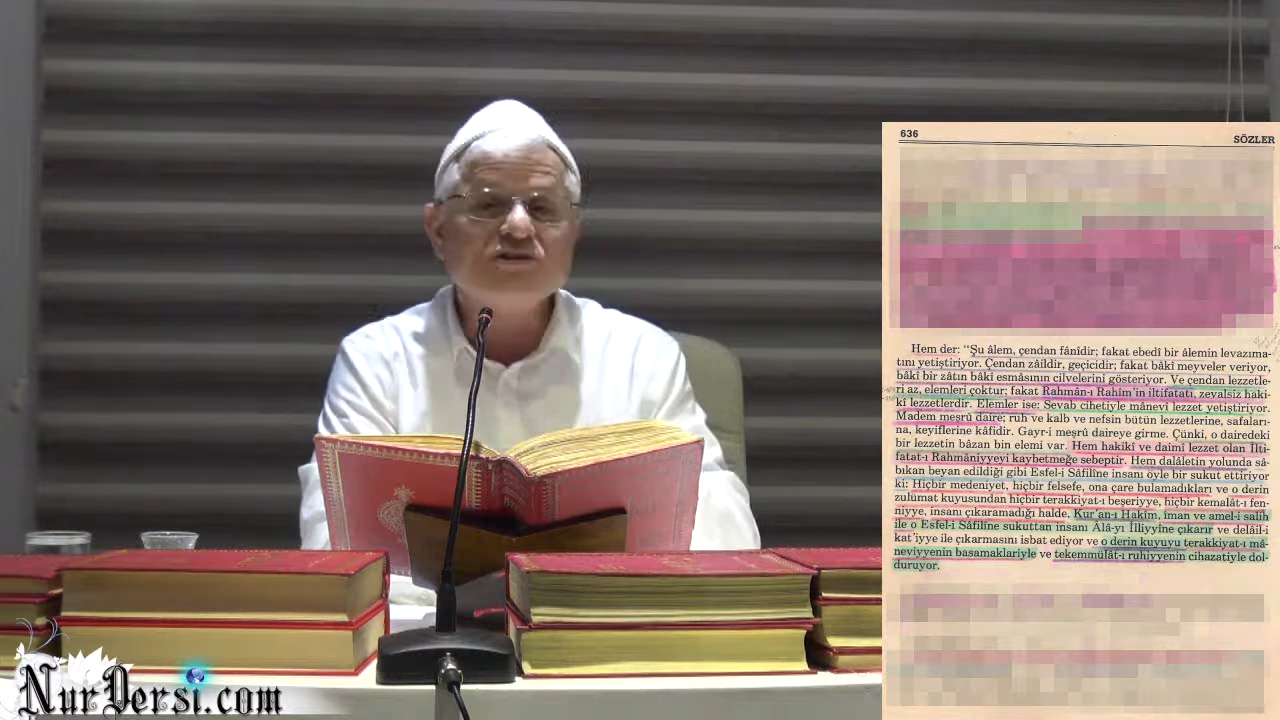 636
SÖZLER
Hem der: "Şu âlem, çendan fânîdir; fakat ebedî bir âlemin levazıma-
tını yetiştiriyor. Çendan zâildir, geçicidir; fakat bâki meyveler veriyor,
bâkî bir zâtın bâkî esmâsının cilvelerini gösteriyor. Ve çendan lezzetle-
ri az, elemleri çoktur; fakat Rahmân-ı Rahîm'in iltifatatı, zevalsiz haki-
kî lezzetlerdir. Elemler ise: Sevab cihetiyle mânevî lezzet yetiştiriyor.
Madem meşrû daire; ruh ve kalb ve nefsin bütün lezzetlerine, safaları-
na, keyiflerine kâfidir. Gayr-i meşrû daireye girme. Çünki, o dairedeki
bir lezzetin bâzan bin elemi var. Hem hakikî ve daimî lezzet olan İlti-
fatat-ı Rahmâniyyeyi kaybetmeğe sebeptir. Hem dalâletin yolunda sâ-
bıkan beyan edildiği gibi Esfel-i Sâfilîne insanı öyle bir sukut ettiriyor
ki: Hiçbir medeniyet, hiçbir felsefe, ona çare bulamadıkları ve o derin
zulümat kuyusundan hiçbir terakkiyat-ı beşeriyye, hiçbir kemalât-ı fen-
niyye, insanı çıkaramadığı halde, Kur'an-ı Hakîm, iman ve amel-i salih
ile o Esfel-i Sâfilîne sukuttan insanı Âlâ-yı İlliyyîne çıkarır ve delâil-i
kat'iyye ile çıkarmasını isbat ediyor ve o derin kuyuyu terakkiyat-ı mâ-
neviyyenin basamaklariyle ve tekemmülât-ı ruhiyyenin cihazatiyle dol-
duruyor.
NurDersi.com